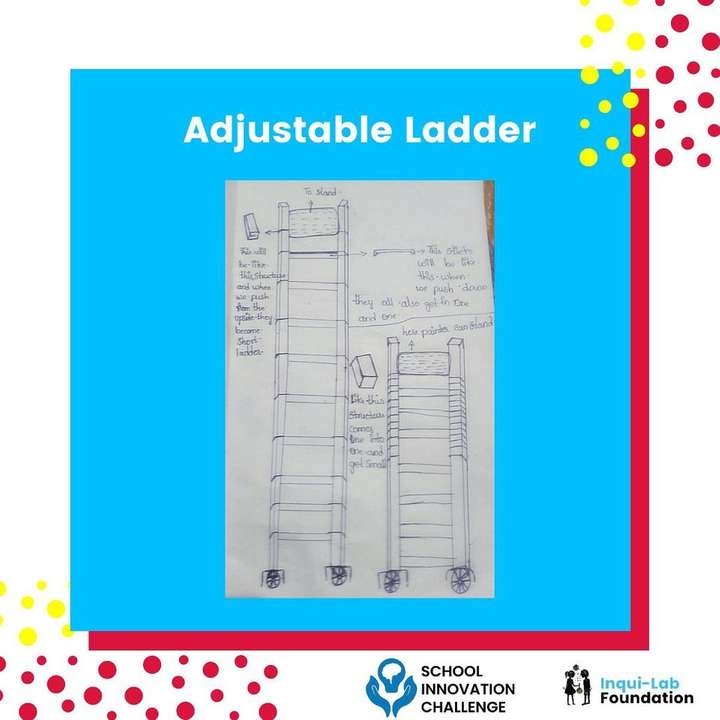 Adjustable Ladder
To stand
This will
be like
this structure
and when
we push
from the
upside they
become
short
ladder.
This sticks
will be like
this when
we push down
they all also get in one
and one
here painter can stand
like this
structure
comes
one into
one and
get small
SCHOOL
INNOVATION
CHALLENGE
Inqui-Lab
Foundation